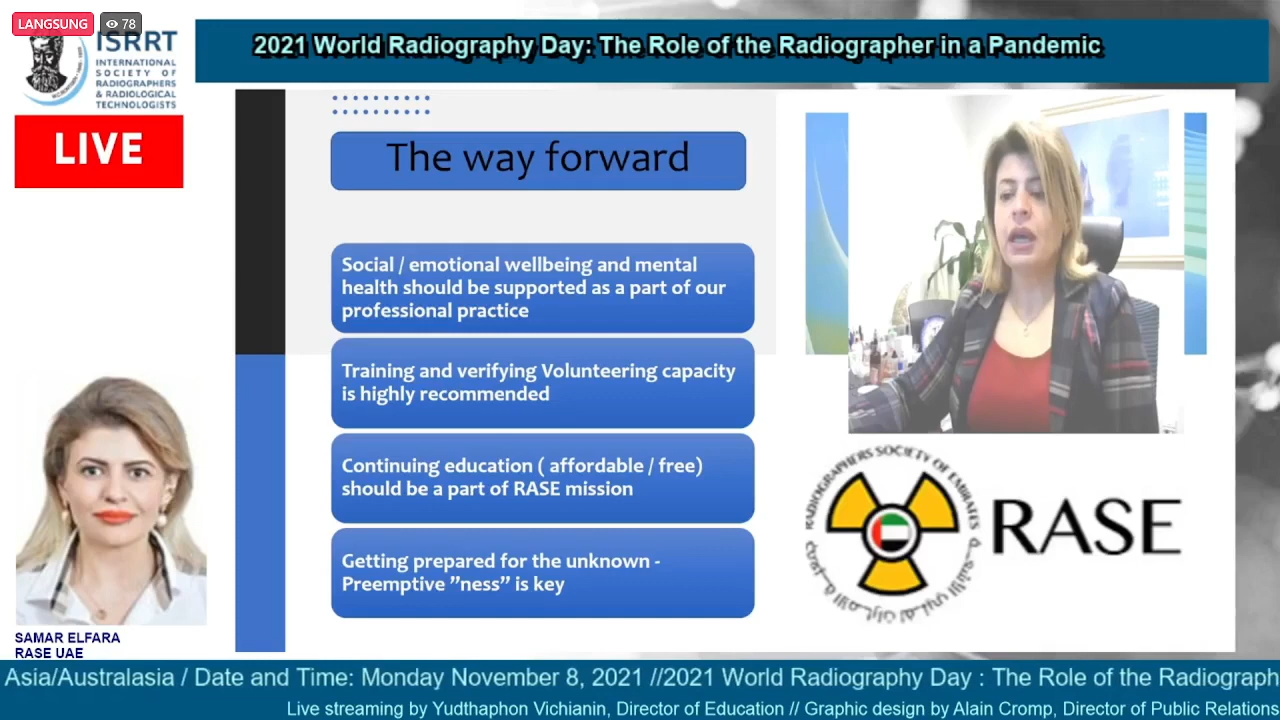 LANGSUNG 78
ISRRT
INTERNATIONAL
SOCIETY OF
RADIOGRAPHERS
& RADIOLOGICAL
TECHNOLOGISTS
2021 World Radiography Day: The Role of the Radiographer in a Pandemic
LIVE
The way forward
Social / emotional wellbeing and mental
health should be supported as a part of our
professional practice
Training and verifying Volunteering capacity
is highly recommended
Continuing education ( affordable / free)
should be a part of RASE mission
Getting prepared for the unknown -
Preemptive ”ness” is key
RADIOGRAPHERS SOCIETY OF EMIRATES
RASE
SAMAR ELFARA
RASE UAE
Asia/Australasia / Date and Time: Monday November 8, 2021 //2021 World Radiography Day : The Role of the Radiograph
Live streaming by Yudthaphon Vichianin, Director of Education // Graphic design by Alain Cromp, Director of Public Relations